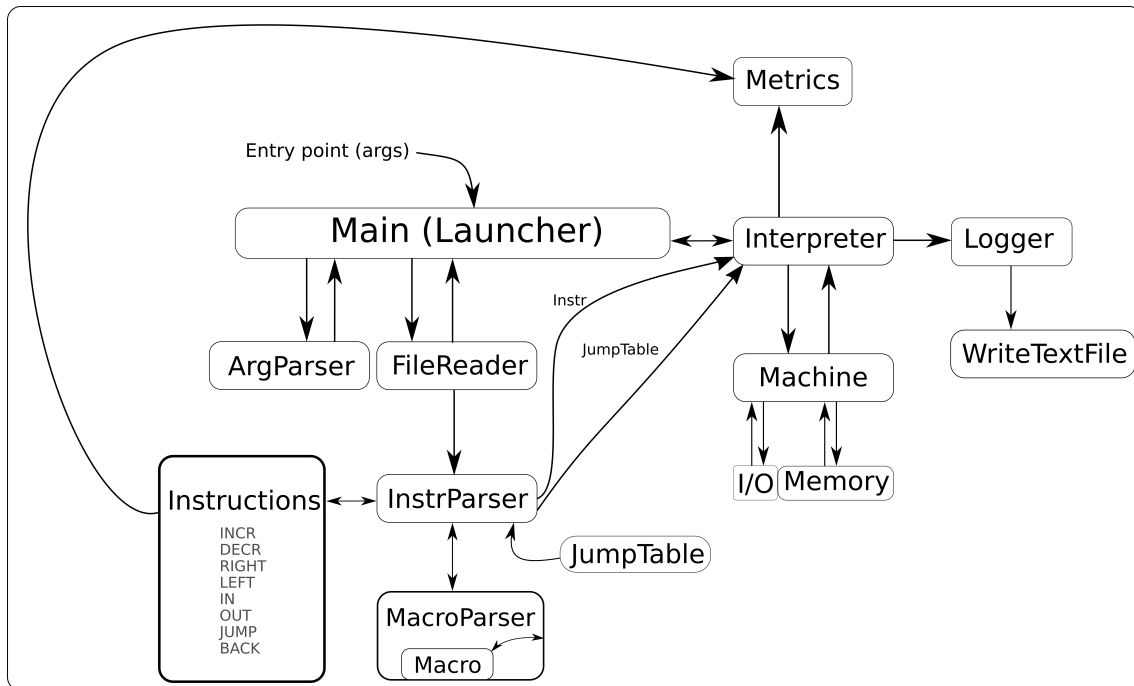 Metrics
Entry point (args)
Main (Launcher)
Interpreter
Logger
Instr
JumpTable
ArgParser
FileReader
Machine
WriteTextFile
I/O
Memory
Instructions
INCR
DECR
RIGHT
LEFT
IN
OUT
JUMP
BACK
InstrParser
JumpTable
MacroParser
Macro